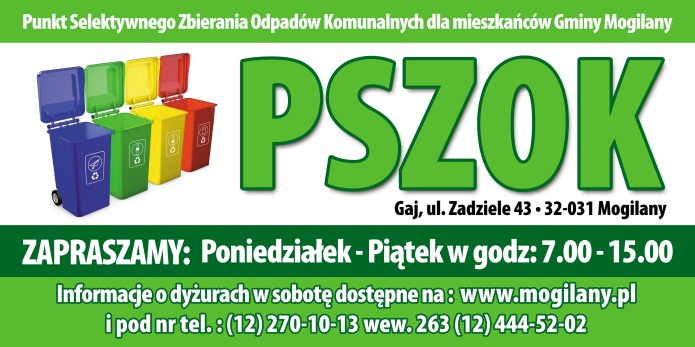 Punkt Selektywnego Zbierania Odpadów Komunalnych dla mieszkańców Gminy Mogilany
PSZOK
Gaj, ul. Zadziele 43 • 32-031 Mogilany
ZAPRASZAMY: Poniedziałek - Piątek w godz: 7.00 - 15.00
Informacje o dyżurach w sobotę dostępne na : www.mogilany.pl
i pod nr tel. : (12) 270-10-13 wew. 263 (12) 444-52-02